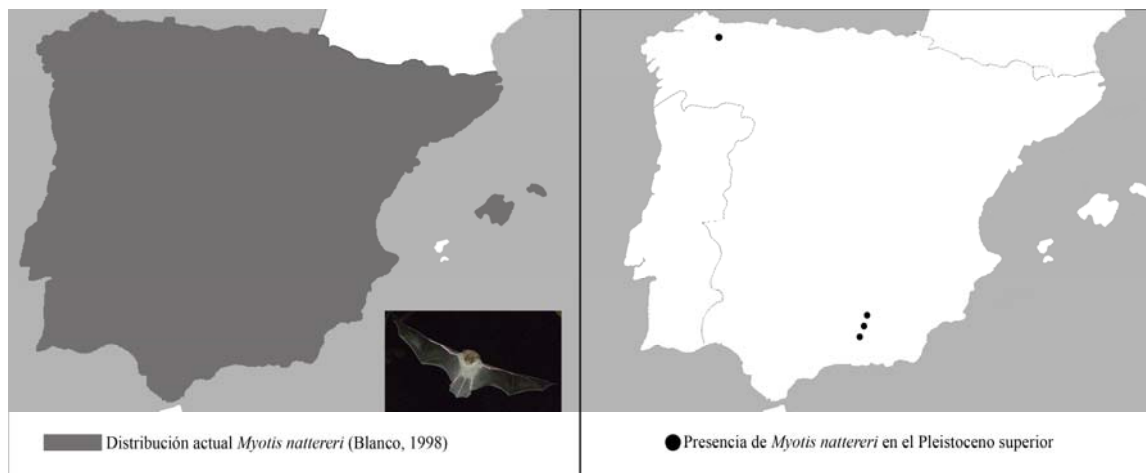 Distribución actual Myotis nattereri (Blanco, 1998)
Presencia de Myotis nattereri en el Pleistoceno superior